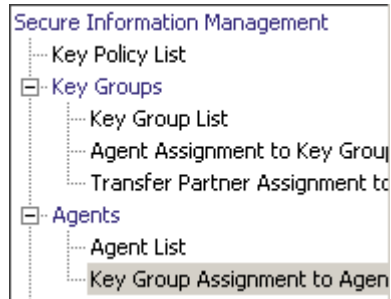 Secure Information Management
Key Policy List
Key Groups
Key Group List
Agent Assignment to Key Grou
Transfer Partner Assignment to
Agents
Agent List
Key Group Assignment to Agen